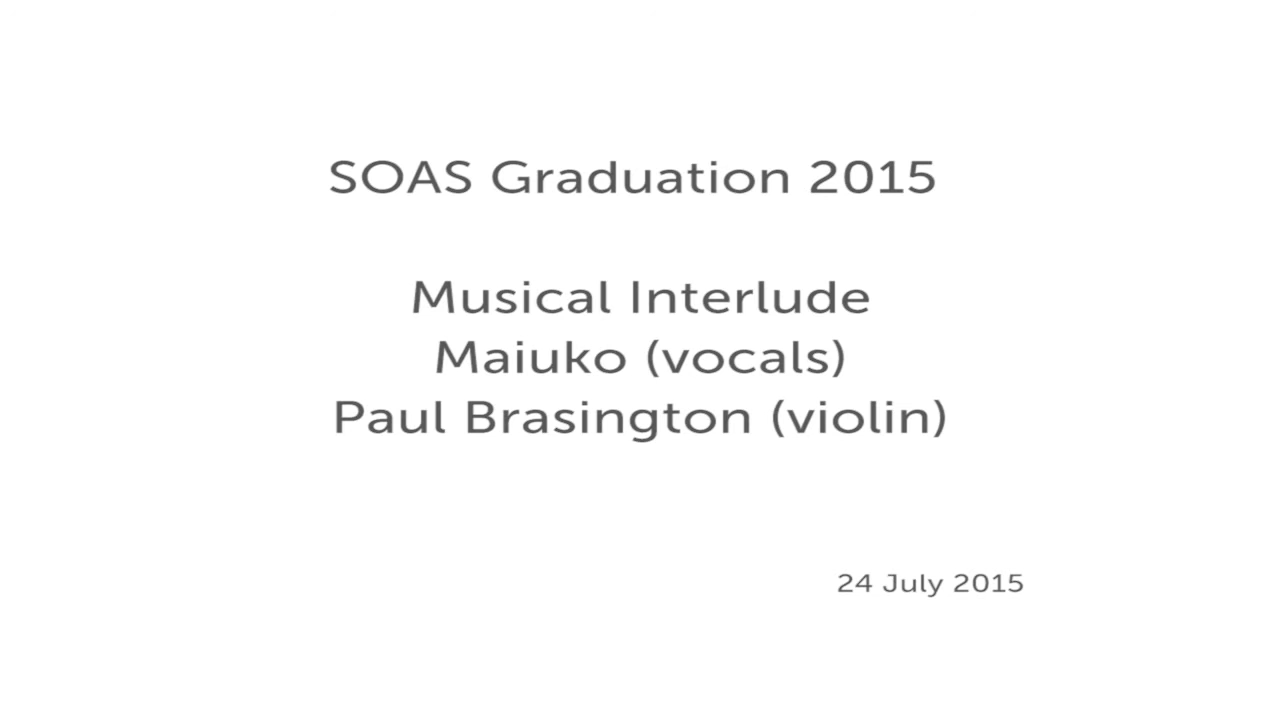 SOAS Graduation 2015
Musical Interlude
Maiuko (vocals)
Paul Brasington (violin)
24 July 2015